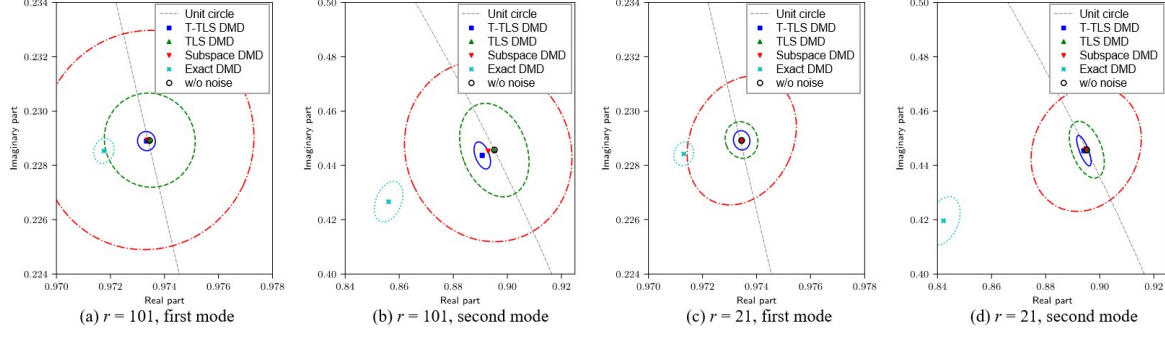 0.234
0.232
0.230
0.228
0.226
0.224
0.970
0.972
0.974
0.976
0.978
Imaginary part
Real part
Unit circle
T-TLS DMD
TLS DMD
Subspace DMD
Exact DMD
w/o noise
(a) r = 101, first mode
0.50
0.48
0.46
0.44
0.42
0.40
0.84
0.86
0.88
0.90
0.92
Imaginary part
Real part
Unit circle
T-TLS DMD
TLS DMD
Subspace DMD
Exact DMD
w/o noise
(b) r = 101, second mode
0.234
0.232
0.230
0.228
0.226
0.224
0.970
0.972
0.974
0.976
0.978
Imaginary part
Real part
Unit circle
T-TLS DMD
TLS DMD
Subspace DMD
Exact DMD
w/o noise
(c) r = 21, first mode
0.50
0.48
0.46
0.44
0.42
0.40
0.84
0.86
0.88
0.90
0.92
Imaginary part
Real part
Unit circle
T-TLS DMD
TLS DMD
Subspace DMD
Exact DMD
w/o noise
(d) r = 21, second mode